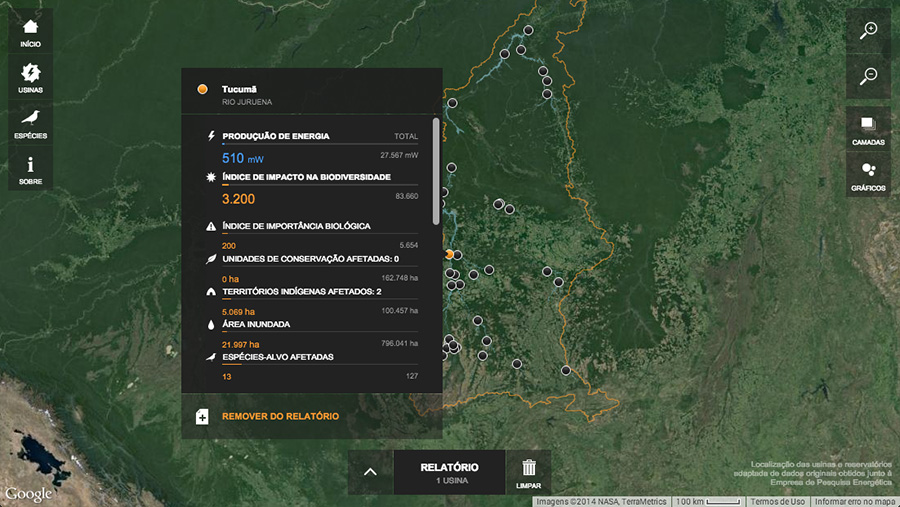 INÍCIO
USINAS
ESPÉCIES
SOBRE
Tucumã
RIO JURUENA
PRODUÇUÃO DE ENERGIA TOTAL
510 mW 27.567 mW
ÍNDICE DE IMPACTO NA BIODIVERSIDADE
3.200 83.660
ÍNDICE DE IMPORTÂNCIA BIOLÓGICA
200 5.654
UNIDADES DE CONSERVAÇÃO AFETADAS: 0
0 ha 162.748 ha
TERRITÓRIOS INDÍGENAS AFETADOS: 2
5.069 ha 100.457 ha
ÁREA INUNDADA
21.997 ha 796.041 ha
ESPÉCIES-ALVO AFETADAS
13 127
REMOVER DO RELATÓRIO
RELATÓRIO
1 USINA
LIMPAR
CAMADAS
GRÁFICOS
Localização das usinas e reservatórios
adaptada de dados originais obtidos junto à
Empresa de Pesquisa Energética
Google
Imagens ©2014 NASA, TerraMetrics 100 km Termos de Uso Informar erro no mapa